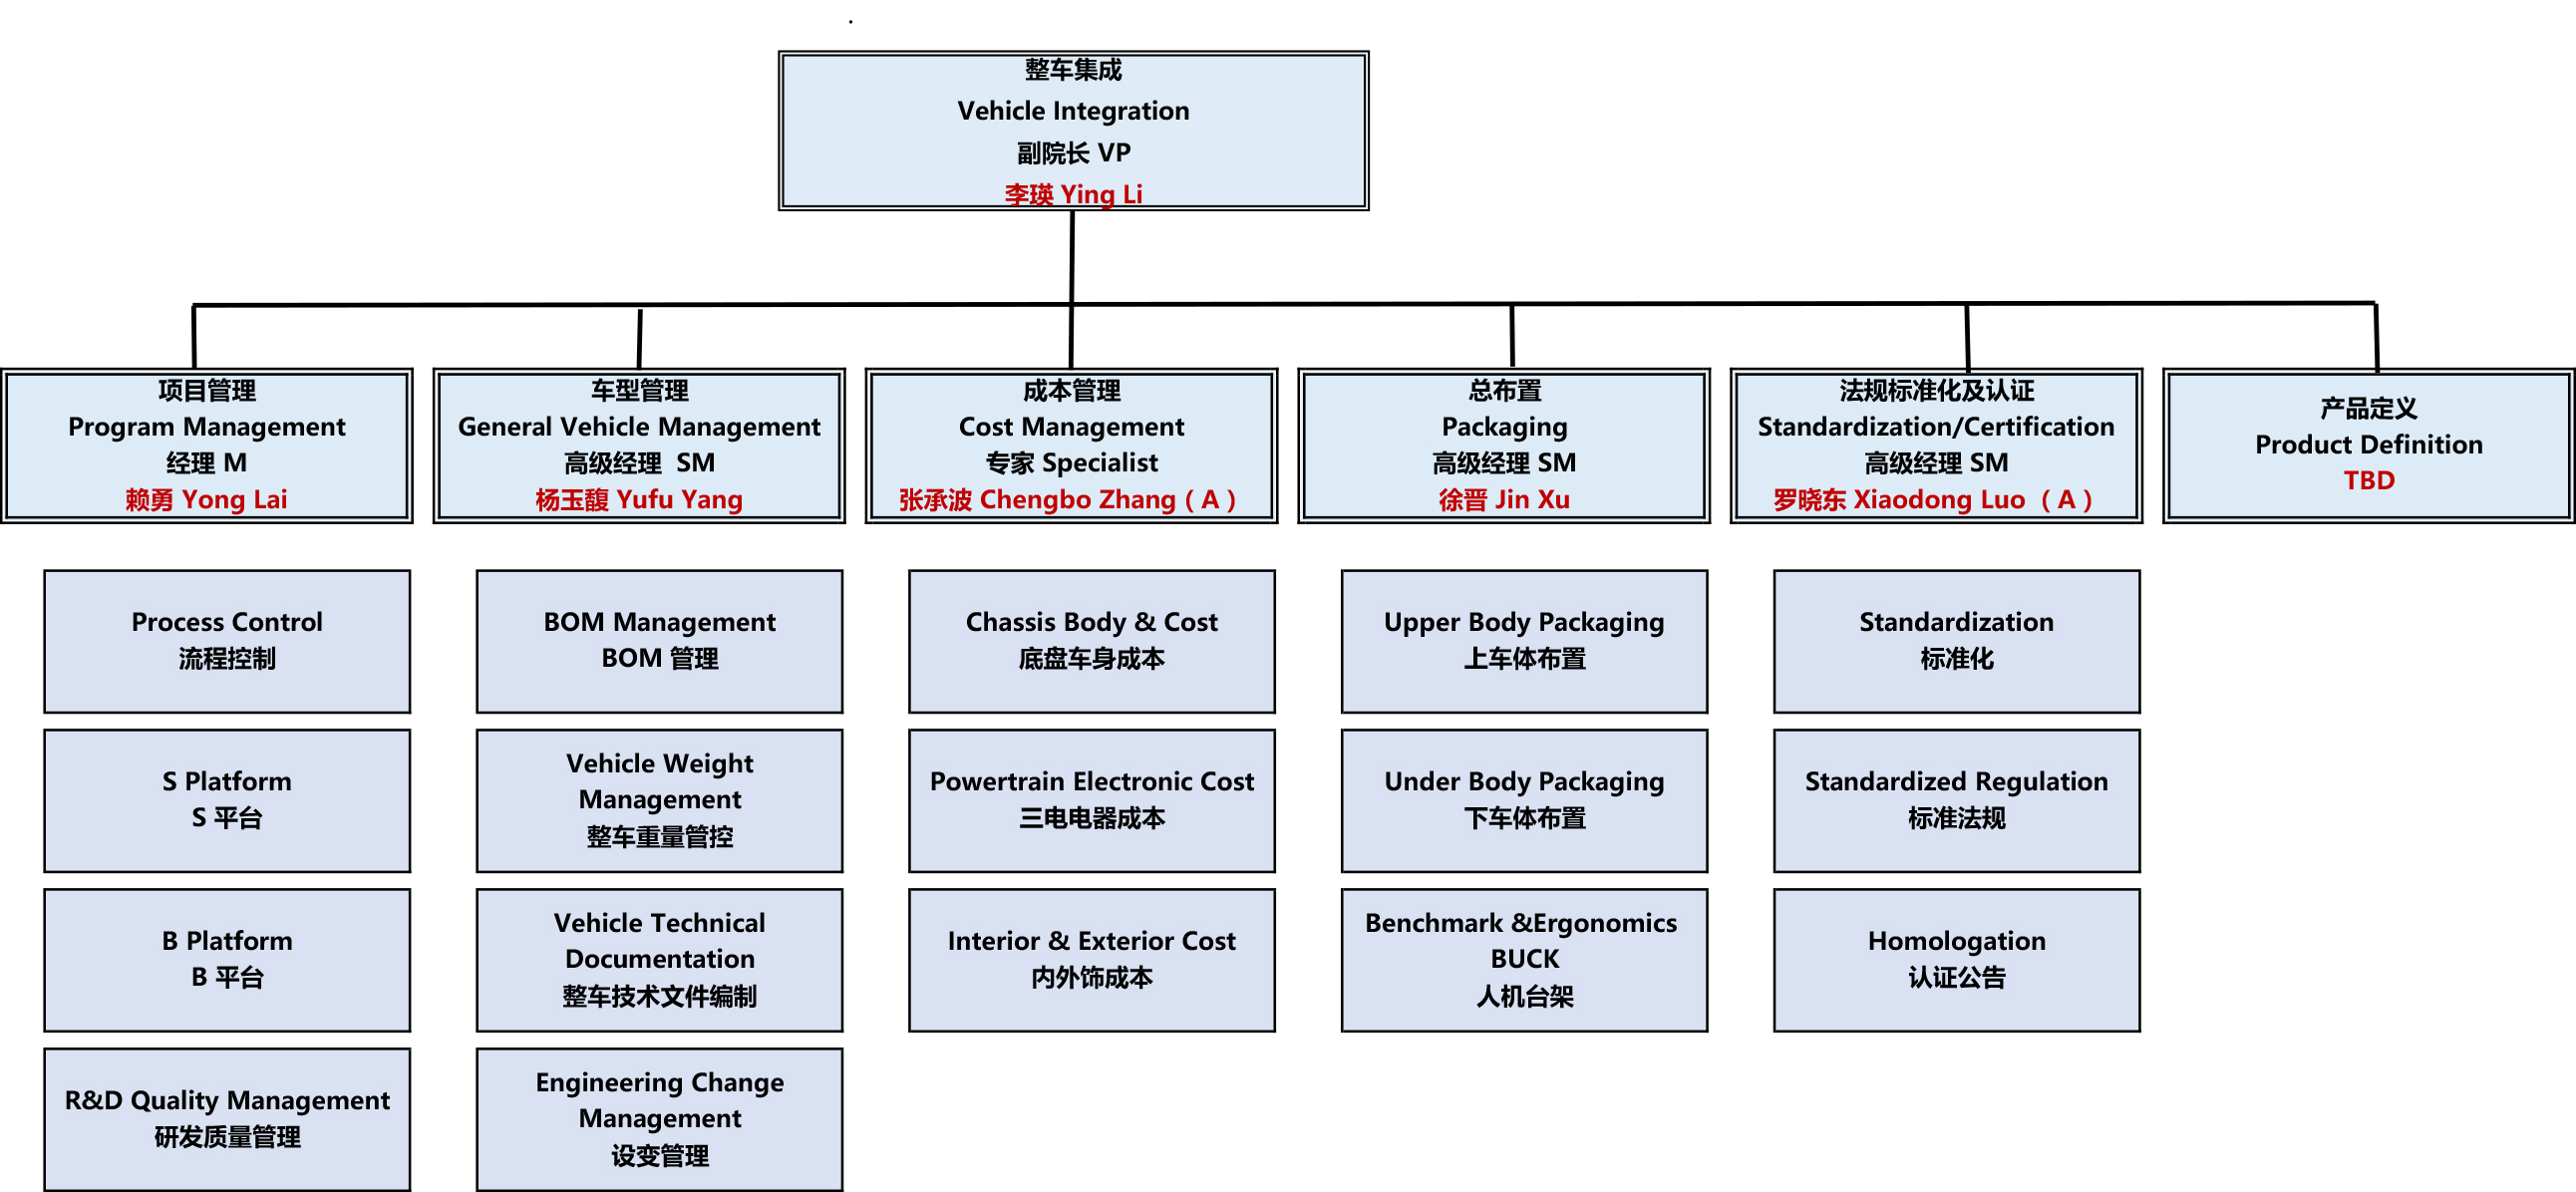 整车集成
Vehicle Integration
副院长 VP
李瑛 Ying Li
项目管理
Program Management
经理 M
赖勇 Yong Lai
车型管理
General Vehicle Management
高级经理  SM
杨玉馥 Yufu Yang
成本管理
Cost Management
专家 Specialist
张承波 Chengbo Zhang（A）
总布置
Packaging
高级经理 SM
徐晋 Jin Xu
法规标准化及认证
Standardization/Certification
高级经理 SM
罗晓东 Xiaodong Luo （A）
产品定义
Product Definition
TBD
Process Control
流程控制
S Platform
S 平台
B Platform
B 平台
R&D Quality Management
研发质量管理
BOM Management
BOM 管理
Vehicle Weight
Management
整车重量管控
Vehicle Technical
Documentation
整车技术文件编制
Engineering Change
Management
设变管理
Chassis Body & Cost
底盘车身成本
Powertrain Electronic Cost
三电电器成本
Interior & Exterior Cost
内外饰成本
Upper Body Packaging
上车体布置
Under Body Packaging
下车体布置
Benchmark &Ergonomics
BUCK
人机台架
Standardization
标准化
Standardized Regulation
标准法规
Homologation
认证公告